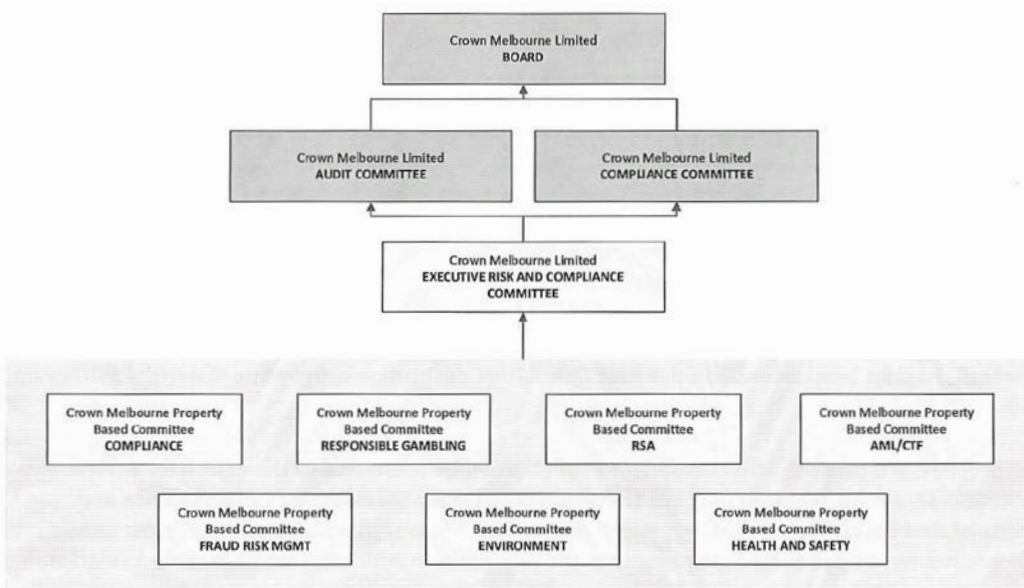 Crown Melbourne Limited
BOARD
Crown Melbourne Limited
AUDIT COMMITTEE
Crown Melbourne Limited
COMPLIANCE COMMITTEE
Crown Melbourne Limited
EXECUTIVE RISK AND COMPLIANCE
COMMITTEE
Crown Melbourne Property
Based Committee
COMPLIANCE
Crown Melbourne Property
Based Committee
RESPONSIBLE GAMBLING
Crown Melbourne Property
Based Committee
RSA
Crown Melbourne Property
Based Committee
AML/CTF
Crown Melbourne Property
Based Committee
FRAUD RISK MGMT
Crown Melbourne Property
Based Committee
ENVIRONMENT
Crown Melbourne Property
Based Committee
HEALTH AND SAFETY